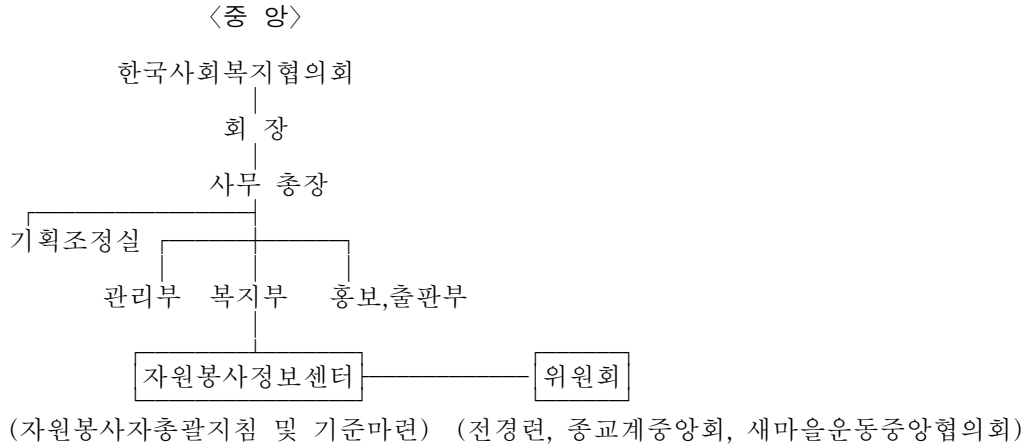 〈중 앙〉
한국사회복지협의회
회 장
사무 총장
기획조정실
관리부 복지부 홍보,출판부
자원봉사정보센터 위원회
(자원봉사자총괄지침 및 기준마련) (전경련, 종교계중앙회, 새마을운동중앙협의회)